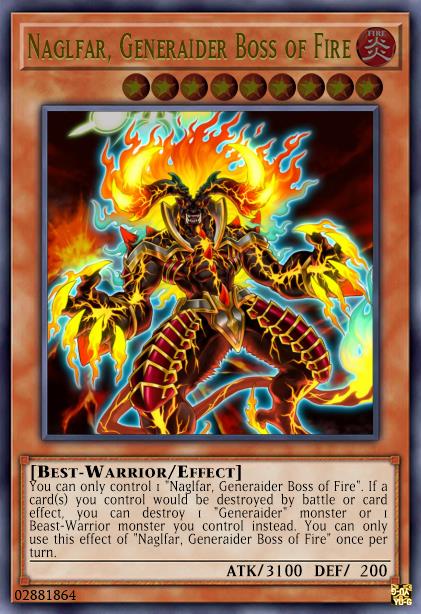 Naglfar, Generaider Boss of Fire
FIRE
炎
[Best-Warrior/Effect]
You can only control 1 "Naglfar, Generaider Boss of Fire". If a
card(s) you control would be destroyed by battle or card
effect, you can destroy 1 "Generaider" monster or 1
Beast-Warrior monster you control instead. You can only
use this effect of "Naglfar, Generaider Boss of Fire" once per
turn.
ATK/3100 DEF/ 200
02881864